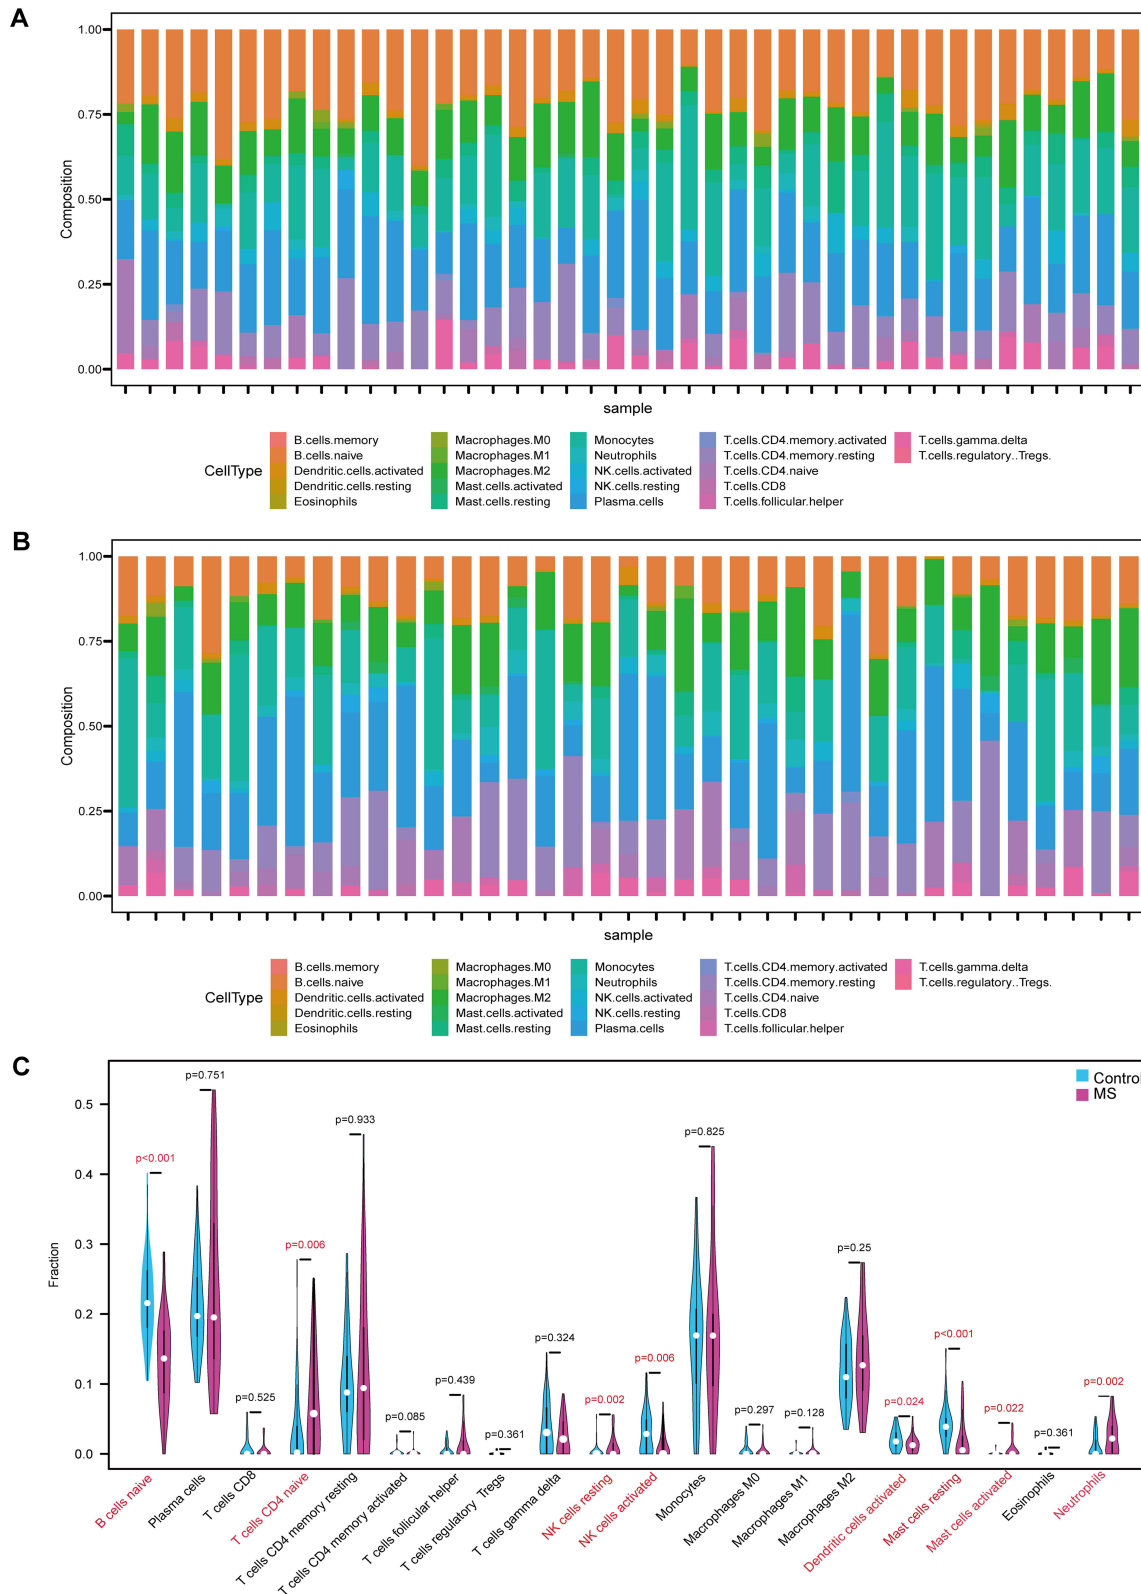 A
1.00
0.75
0.50
0.25
0.00
Composition
sample
CellType
B.cells.memory
B.cells.naive
Dendritic.cells.activated
Dendritic.cells.resting
Eosinophils
Macrophages.M0
Macrophages.M1
Macrophages.M2
Mast.cells.activated
Mast.cells.resting
Monocytes
Neutrophils
NK.cells.activated
NK.cells.resting
Plasma.cells
T.cells.CD4.memory.activated
T.cells.CD4.memory.resting
T.cells.CD4.naive
T.cells.CD8
T.cells.follicular.helper
T.cells.gamma.delta
T.cells.regulatory..Tregs.
B
1.00
0.75
0.50
0.25
0.00
Composition
sample
CellType
B.cells.memory
B.cells.naive
Dendritic.cells.activated
Dendritic.cells.resting
Eosinophils
Macrophages.M0
Macrophages.M1
Macrophages.M2
Mast.cells.activated
Mast.cells.resting
Monocytes
Neutrophils
NK.cells.activated
NK.cells.resting
Plasma.cells
T.cells.CD4.memory.activated
T.cells.CD4.memory.resting
T.cells.CD4.naive
T.cells.CD8
T.cells.follicular.helper
T.cells.gamma.delta
T.cells.regulatory..Tregs.
C
Control
MS
0.5
0.4
0.3
0.2
0.1
0.0
Fraction
p<0.001
p=0.751
p=0.525
p=0.006
p=0.933
p=0.085
p=0.439
p=0.361
p=0.324
p=0.002
p=0.006
p=0.825
p=0.297
p=0.128
p=0.25
p=0.024
p<0.001
p=0.022
p=0.361
p=0.002
B cells naive
Plasma cells
T cells CD8
T cells CD4 naive
T cells CD4 memory resting
T cells CD4 memory activated
T cells follicular helper
T cells regulatory Tregs
T cells gamma delta
NK cells resting
NK cells activated
Monocytes
Macrophages M0
Macrophages M1
Macrophages M2
Dendritic cells activated
Mast cells resting
Mast cells activated
Eosinophils
Neutrophils